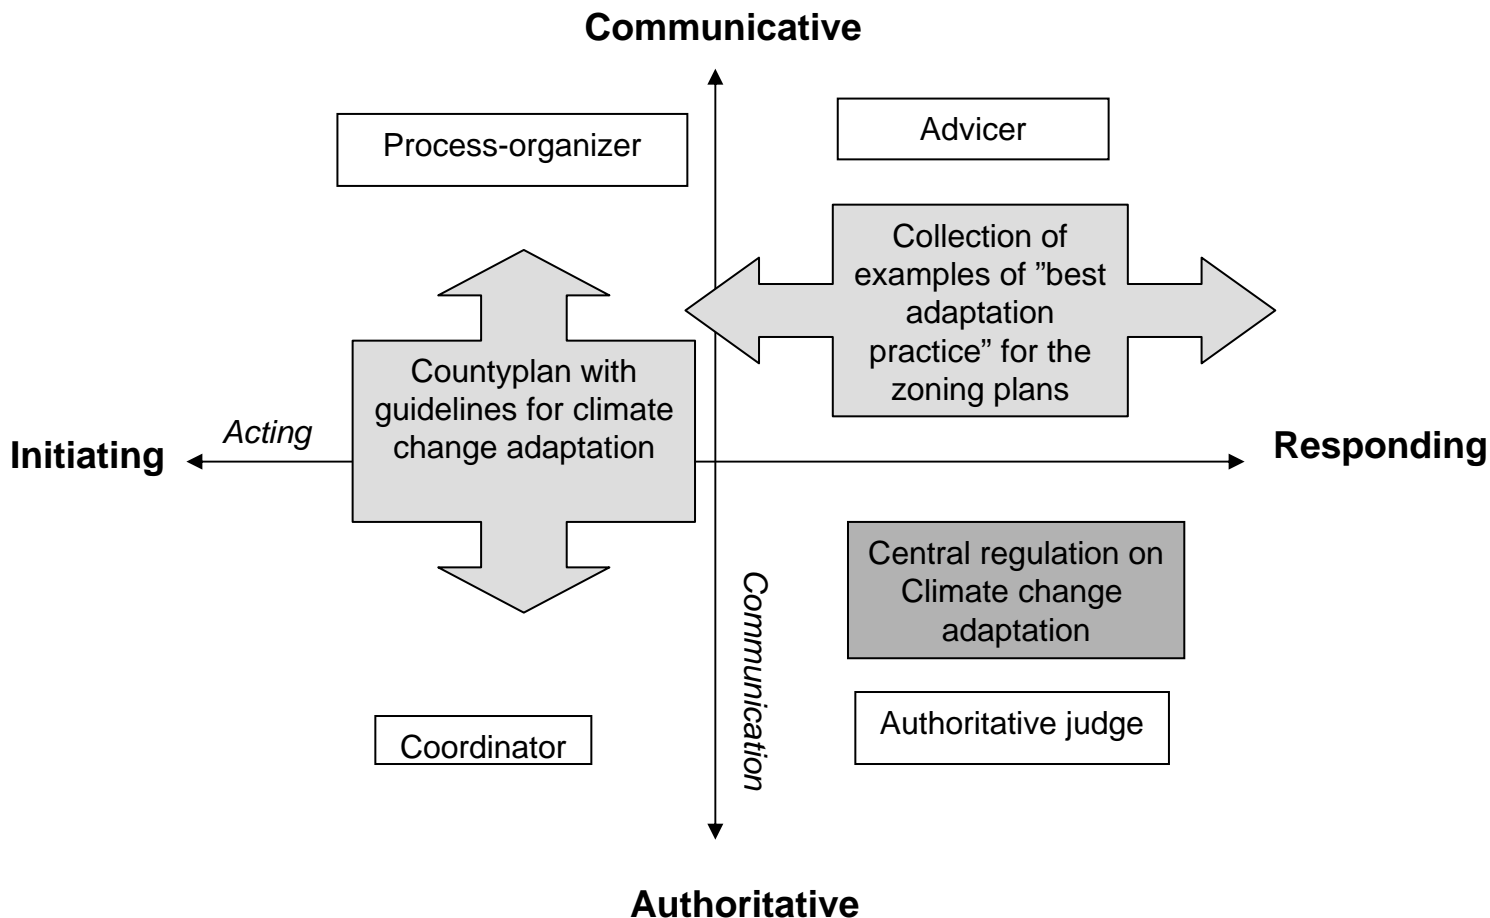 Communicative
Process-organizer
Advicer
Collection of
examples of ”best
adaptation
practice” for the
zoning plans
Countyplan with
guidelines for climate
change adaptation
Acting
Initiating
Responding
Central regulation on
Climate change
adaptation
Communication
Authoritative judge
Coordinator
Authoritative